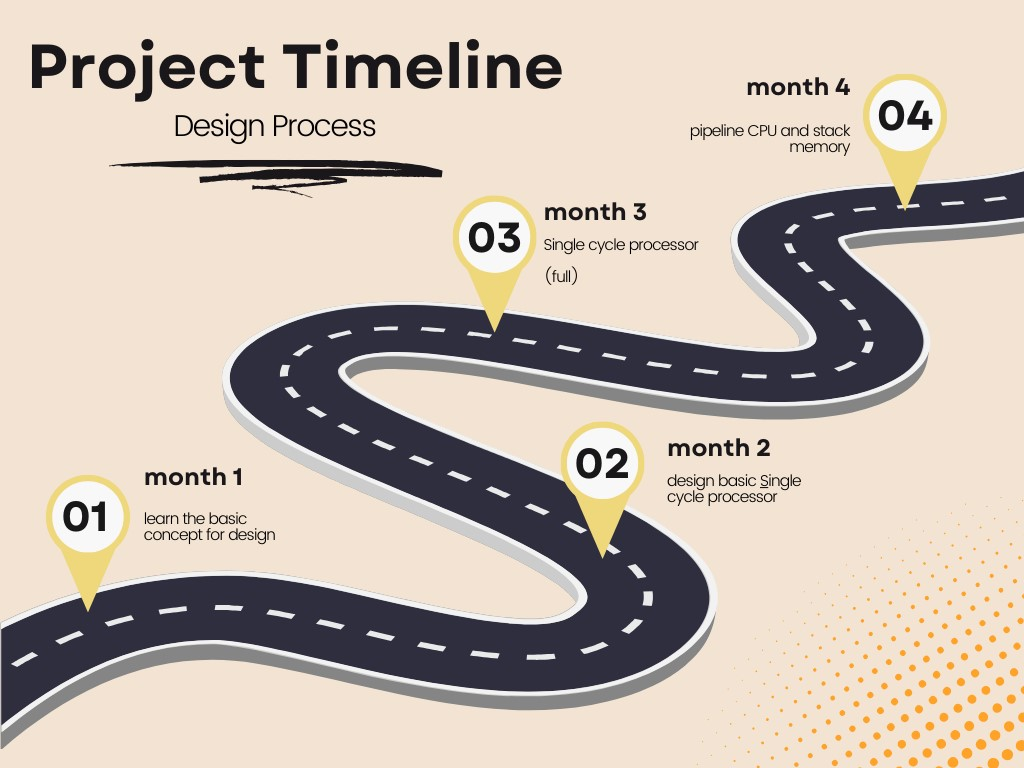 Project Timeline
Design Process
month 4
04
pipeline CPU and stack
memory
03
month 3
Single cycle processor
(full)
02
month 2
design basic Single
cycle processor
01
month 1
learn the basic
concept for design